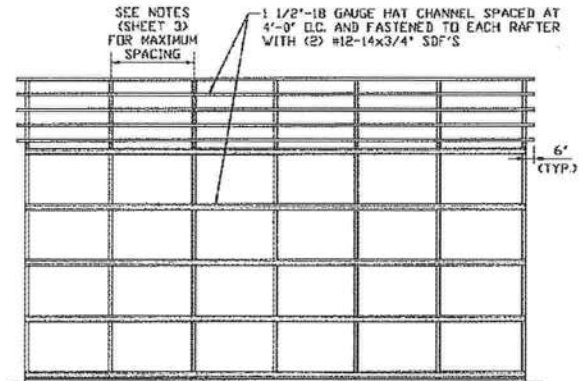 SEE NOTES
(SHEET 3)
FOR MAXIMUM
SPACING
1 1/2"-18 GAUGE HAT CHANNEL SPACED AT
4'-0" O.C. AND FASTENED TO EACH RAFTER
WITH (2) #12-14x3/4" SDF'S
6"
(TYP.)